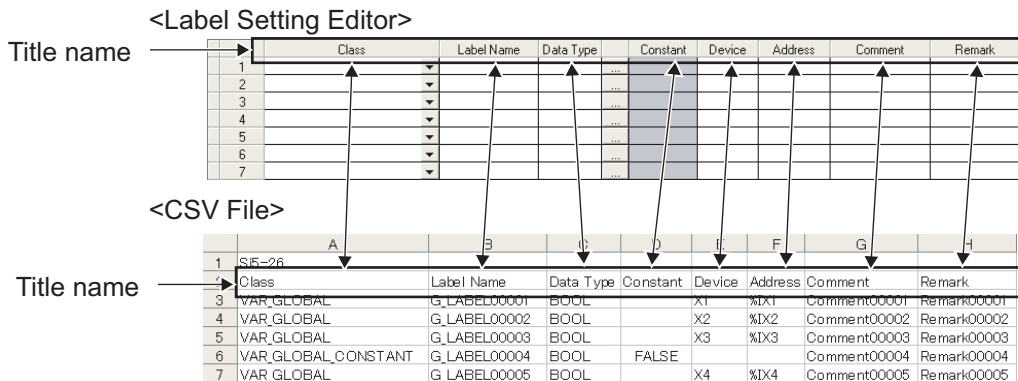 <Label Setting Editor>
Title name
Class Label Name Data Type Constant Device Address Comment Remark
1 ...
2 ...
3 ...
4 ...
5 ...
6 ...
7 ...
<CSV File>
A B C D E F G H
1 Sj5-26
Title name
2 Class Label Name Data Type Constant Device Address Comment Remark
3 VAR_GLOBAL G_LABEL00001 BOOL X1 %IX1 Comment00001 Remark00001
4 VAR_GLOBAL G_LABEL00002 BOOL X2 %IX2 Comment00002 Remark00002
5 VAR_GLOBAL G_LABEL00003 BOOL X3 %IX3 Comment00003 Remark00003
6 VAR_GLOBAL_CONSTANT G_LABEL00004 BOOL FALSE Comment00004 Remark00004
7 VAR_GLOBAL G_LABEL00005 BOOL X4 %IX4 Comment00005 Remark00005